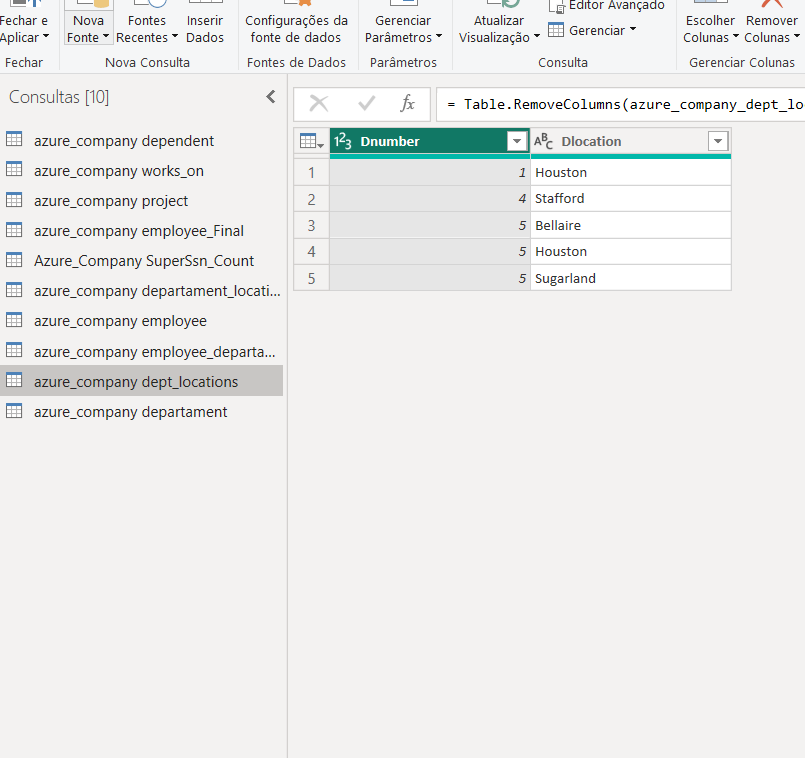 Editor Avançado
Fechar e
Aplicar
Nova
Fonte
Fontes
Recentes
Inserir
Dados
Configurações da
fonte de dados
Gerenciar
Parâmetros
Atualizar
Visualização
Gerenciar
Escolher
Colunas
Remover
Colunas
Fechar
Nova Consulta
Fontes de Dados
Parâmetros
Consulta
Gerenciar Colunas
Consultas [10]
azure_company dependent
azure_company works_on
azure_company project
azure_company employee_Final
Azure_Company SuperSsn_Count
azure_company departament_locati...
azure_company employee
azure_company employee_departa...
azure_company dept_locations
azure_company departament
fx
= Table.RemoveColumns(azure_company_dept_lo
123 Dnumber
ABC Dlocation
1 1 Houston
2 4 Stafford
3 5 Bellaire
4 5 Houston
5 5 Sugarland